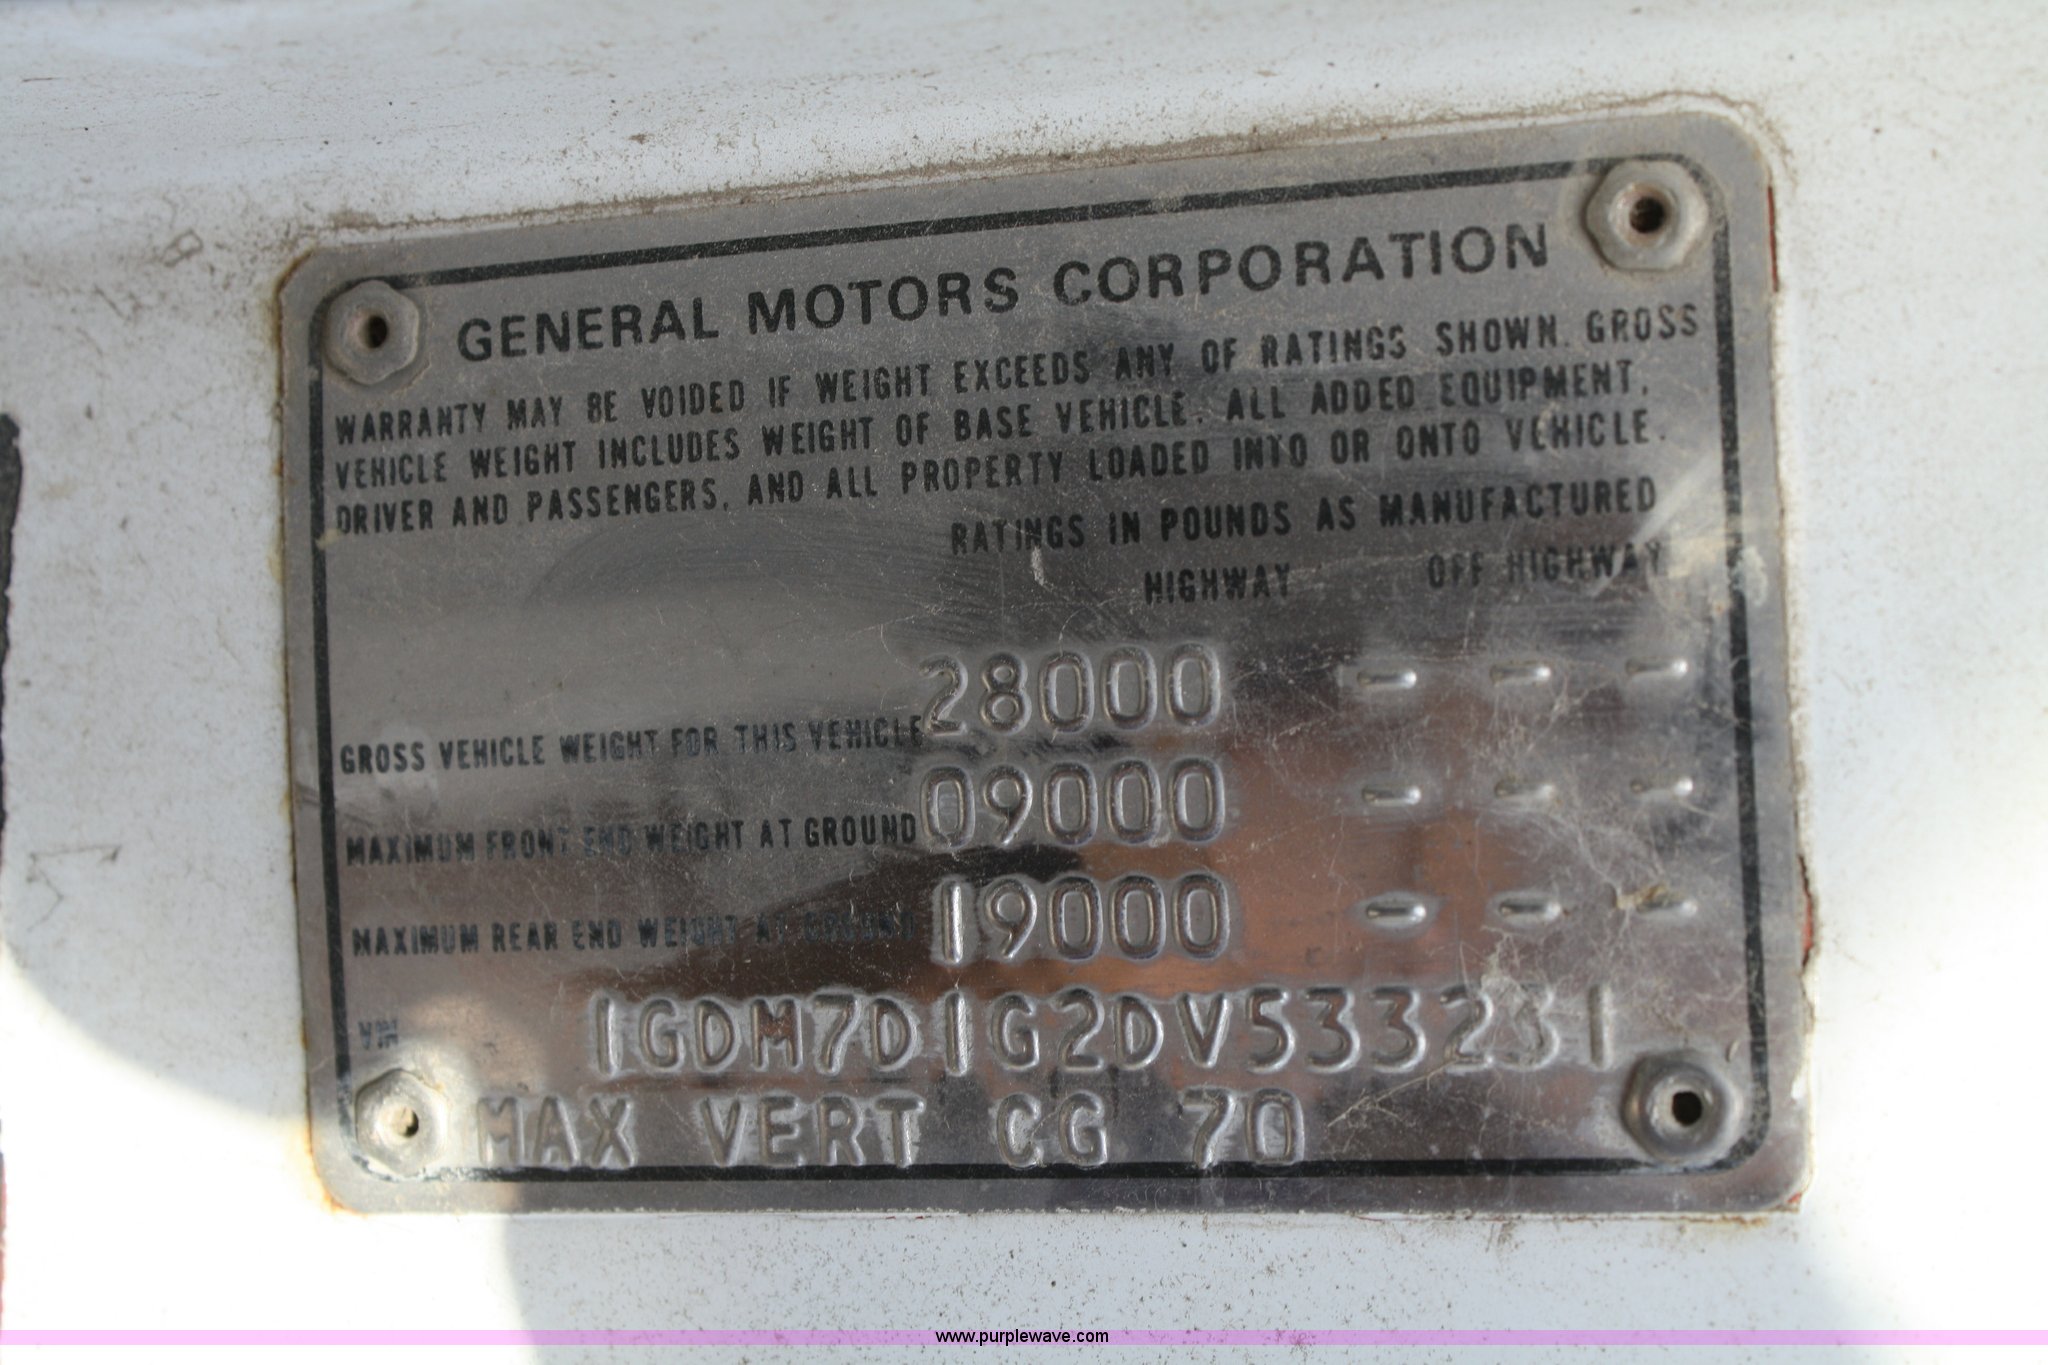 GENERAL MOTORS CORPORATION
WARRANTY MAY BE VOIDED IF WEIGHT EXCEEDS ANY OF RATINGS SHOWN. GROSS
VEHICLE WEIGHT INCLUDES WEIGHT OF BASE VEHICLE, ALL ADDED EQUIPMENT,
DRIVER AND PASSENGERS, AND ALL PROPERTY LOADED INTO OR ONTO VEHICLE.
RATINGS IN POUNDS AS MANUFACTURED
HIGHWAY OFF HIGHWAY
GROSS VEHICLE WEIGHT FOR THIS VEHICLE 28000 - - -
MAXIMUM FRONT END WEIGHT AT GROUND 09000 - - -
MAXIMUM REAR END WEIGHT AT GROUND 19000 - - -
VIN 1GDM7D1G2DV533231
MAX VERT CG 70
www.purplewave.com